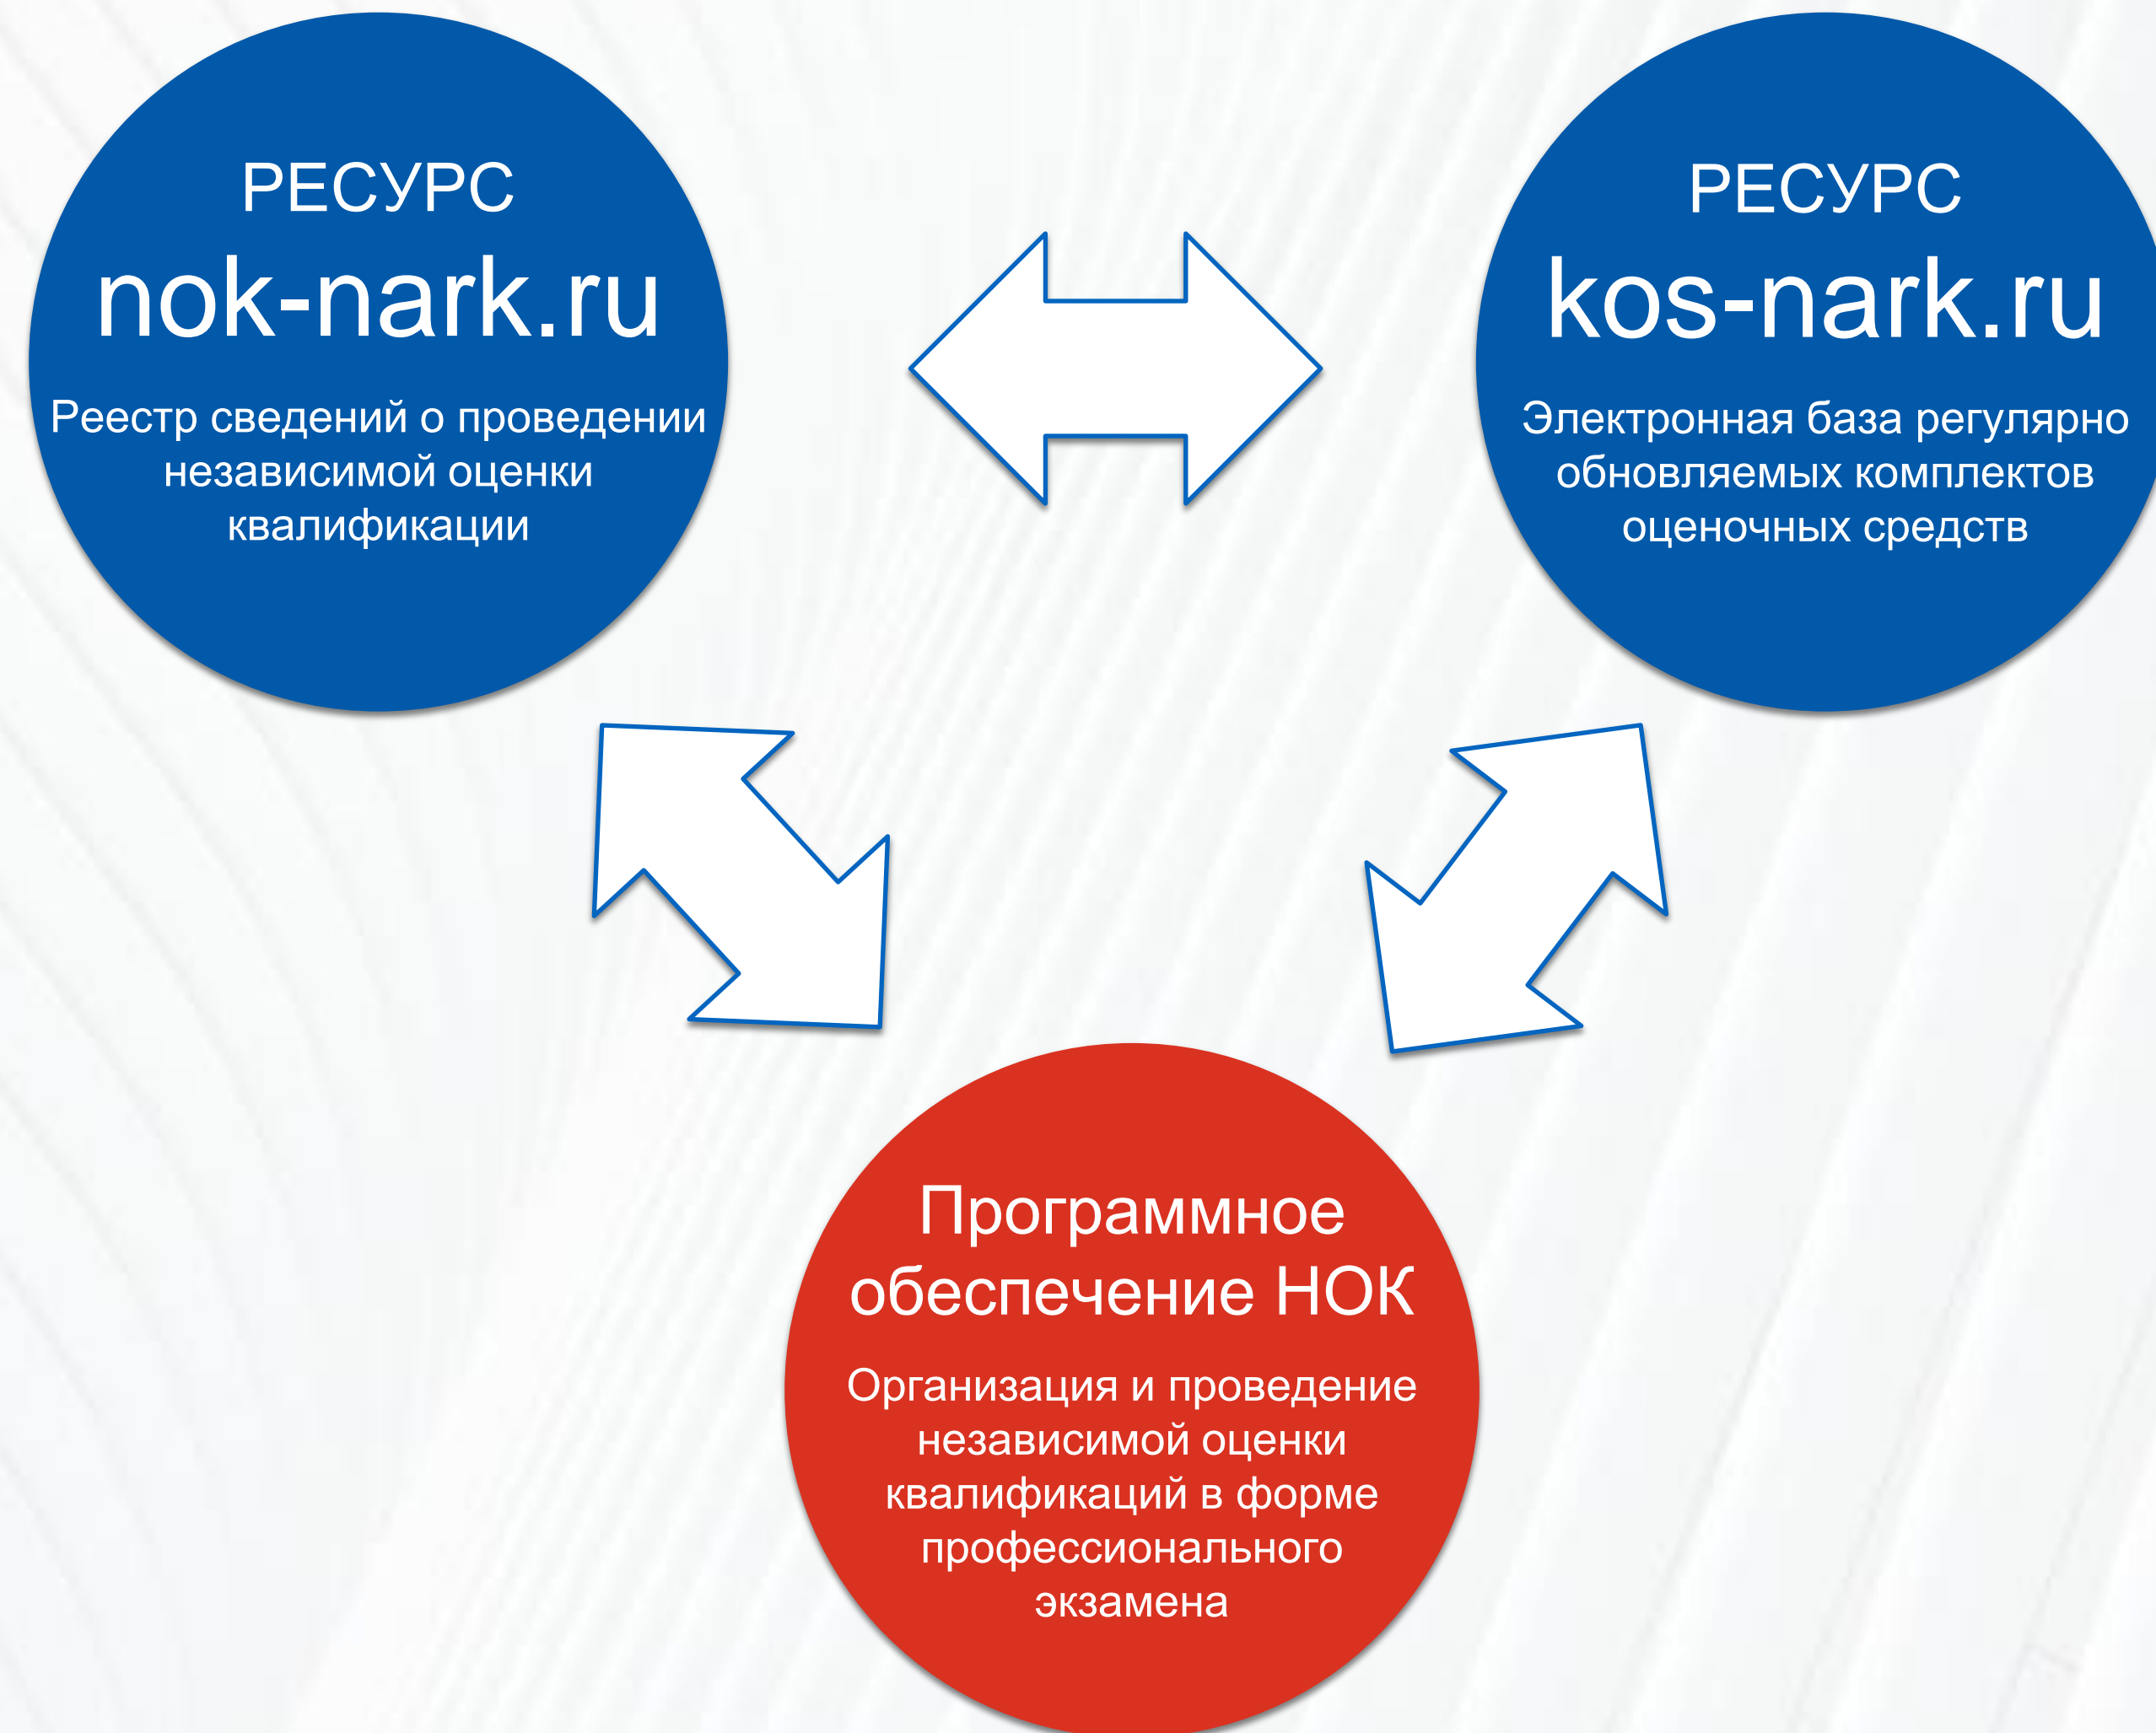 РЕСУРС
nok-nark.ru
Реестр сведений о проведении
независимой оценки
квалификации
РЕСУРС
kos-nark.ru
Электронная база регулярно
обновляемых комплектов
оценочных средств
Программное
обеспечение НОК
Организация и проведение
независимой оценки
квалификаций в форме
профессионального
экзамена